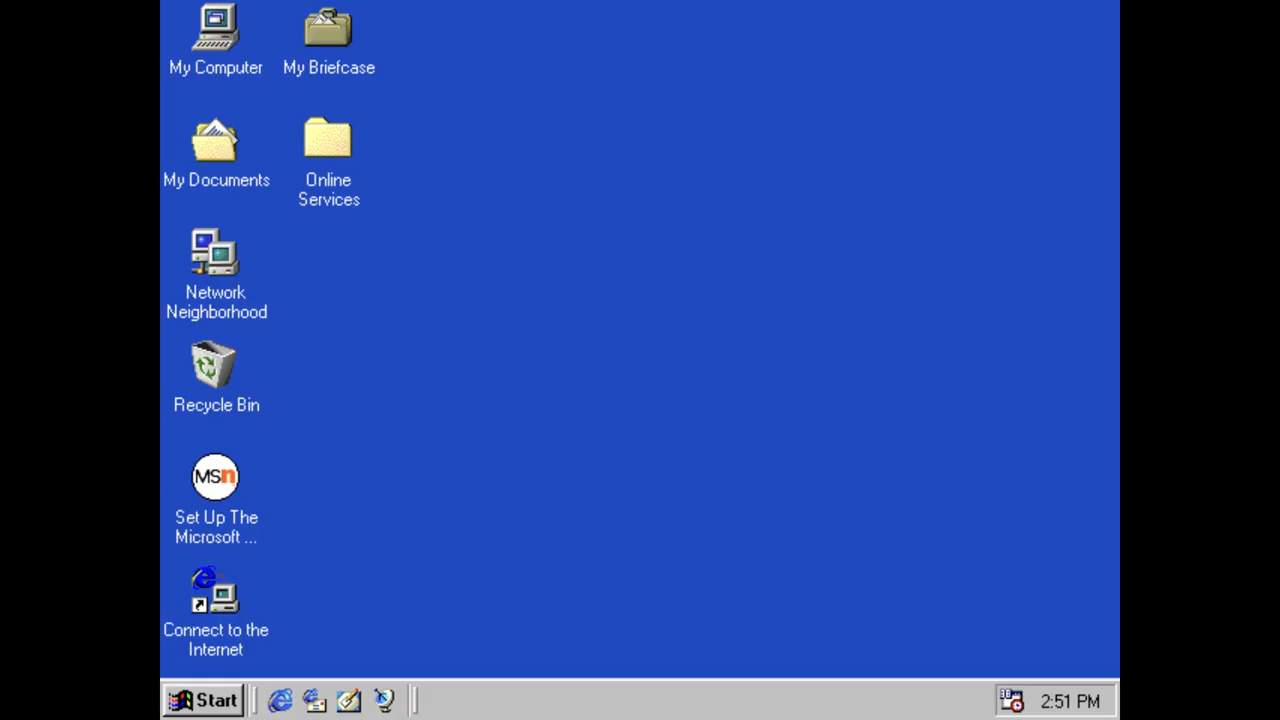 My Computer
My Briefcase
My Documents
Online
Services
Network
Neighborhood
Recycle Bin
MSn
Set Up The
Microsoft ...
Connect to the
Internet
Start
2:51 PM